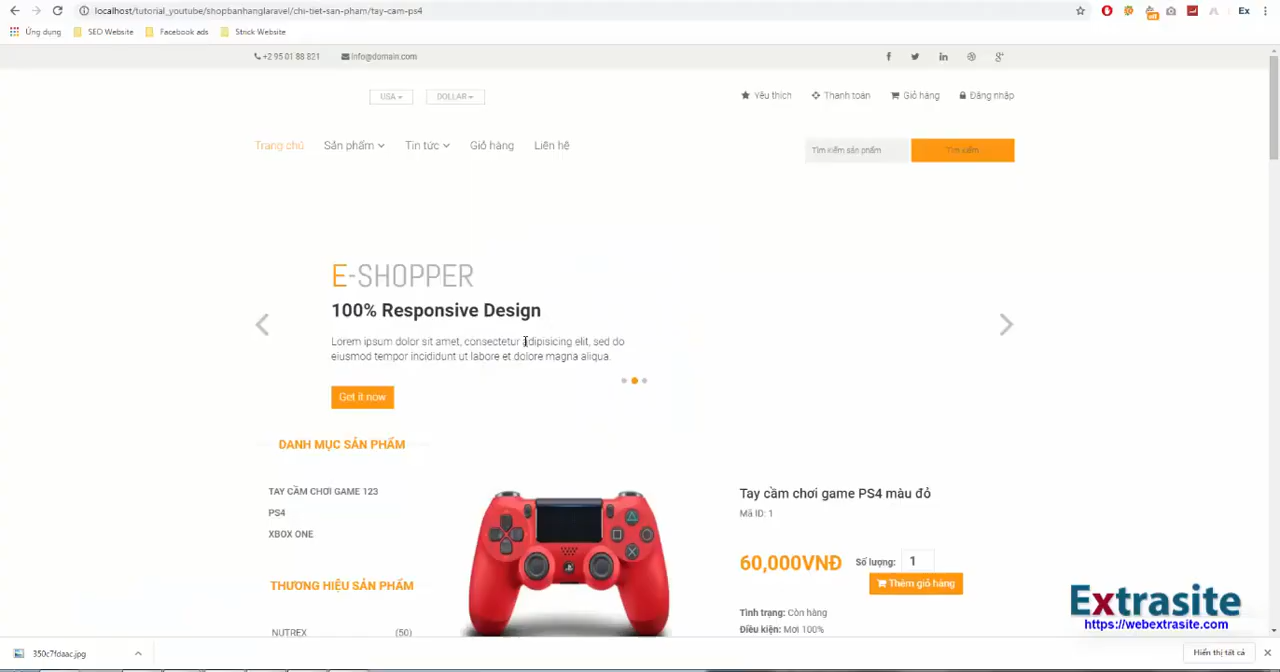 localhost/tutorial_youtube/shopbanhanglaravel/chi-tiet-san-pham/tay-cam-ps4
off
Ex
Ứng dụng SEO Website Facebook ads Stock Website
+2 95 01 88 821 info@domain.com
USA DOLLAR
Yêu thích Thanh toán Giỏ hàng Đăng nhập
Trang chủ Sản phẩm Tin tức Giỏ hàng Liên hệ
Tìm kiếm sản phẩm Tìm kiếm
E-SHOPPER
100% Responsive Design
Lorem ipsum dolor sit amet, consectetur adipisicing elit, sed do
eiusmod tempor incididunt ut labore et dolore magna aliqua.
Get it now
DANH MỤC SẢN PHẨM
TAY CẦM CHƠI GAME 123
PS4
XBOX ONE
THƯƠNG HIỆU SẢN PHẨM
NUTREX (50)
Tay cầm chơi game PS4 màu đỏ
Mã ID: 1
60,000VNĐ Số lượng: 1
Thêm giỏ hàng
Tình trạng: Còn hàng
Điều kiện: Mơi 100%
Extrasite
https://webextrasite.com
350c7fdaac.jpg
Hiển thị tất cả